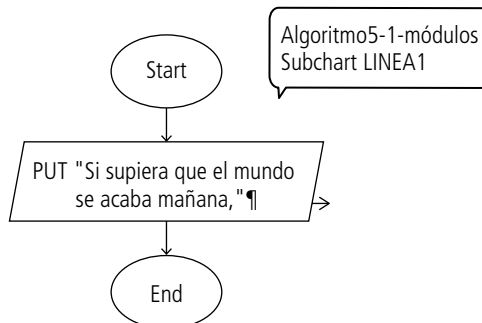 Algoritmo5-1-módulos
Subchart LINEA1
Start
PUT "Si supiera que el mundo
se acaba mañana,"¶
End